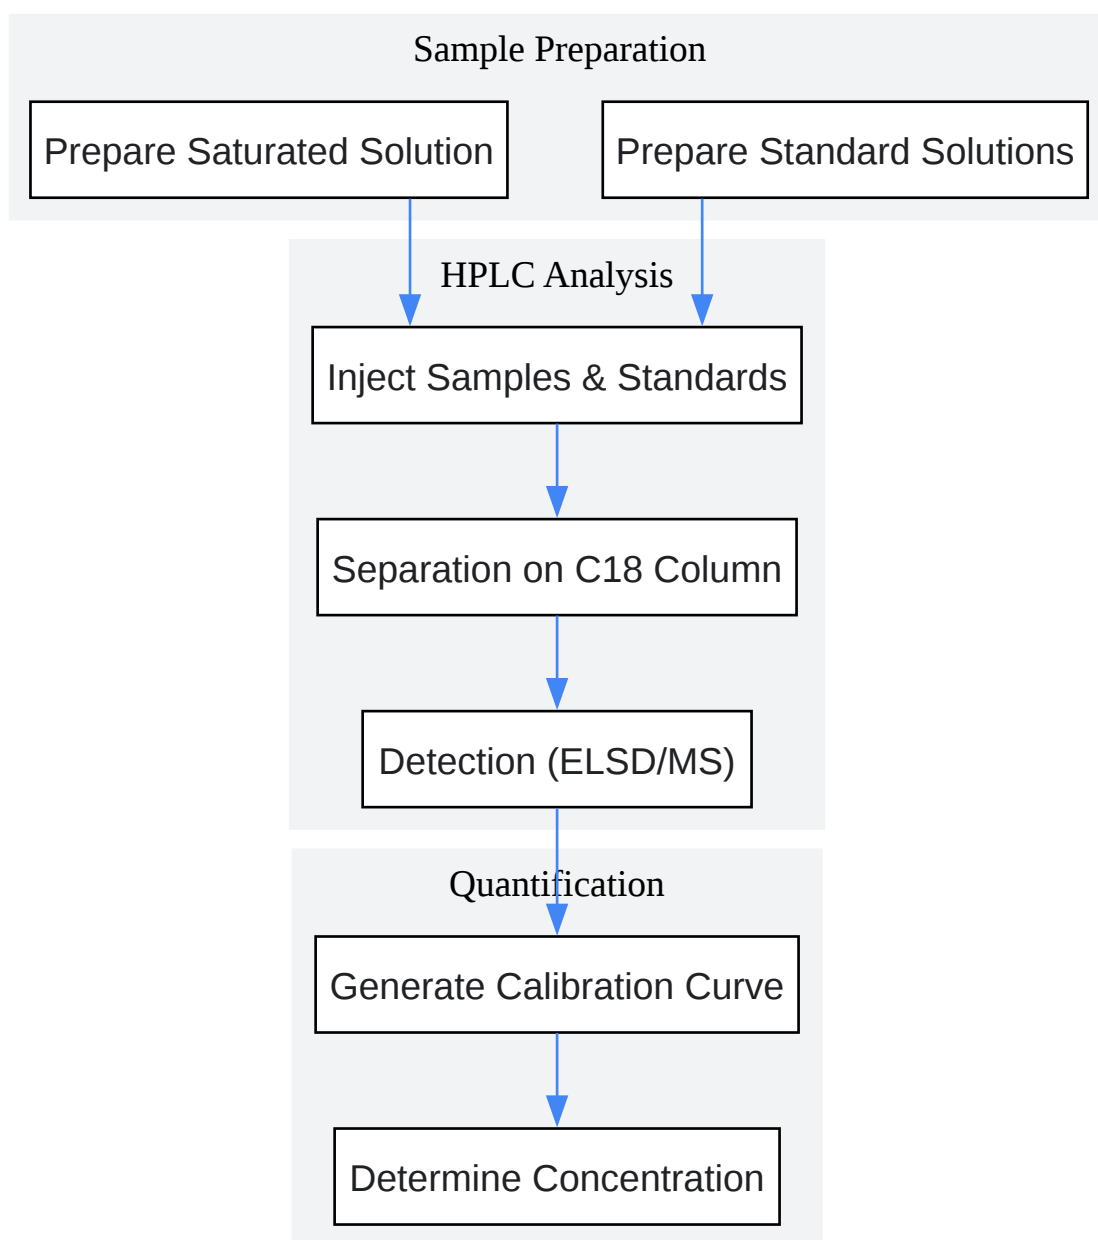 Sample Preparation
Prepare Saturated Solution
Prepare Standard Solutions
HPLC Analysis
Inject Samples & Standards
Separation on C18 Column
Detection (ELSD/MS)
Quantification
Generate Calibration Curve
Determine Concentration